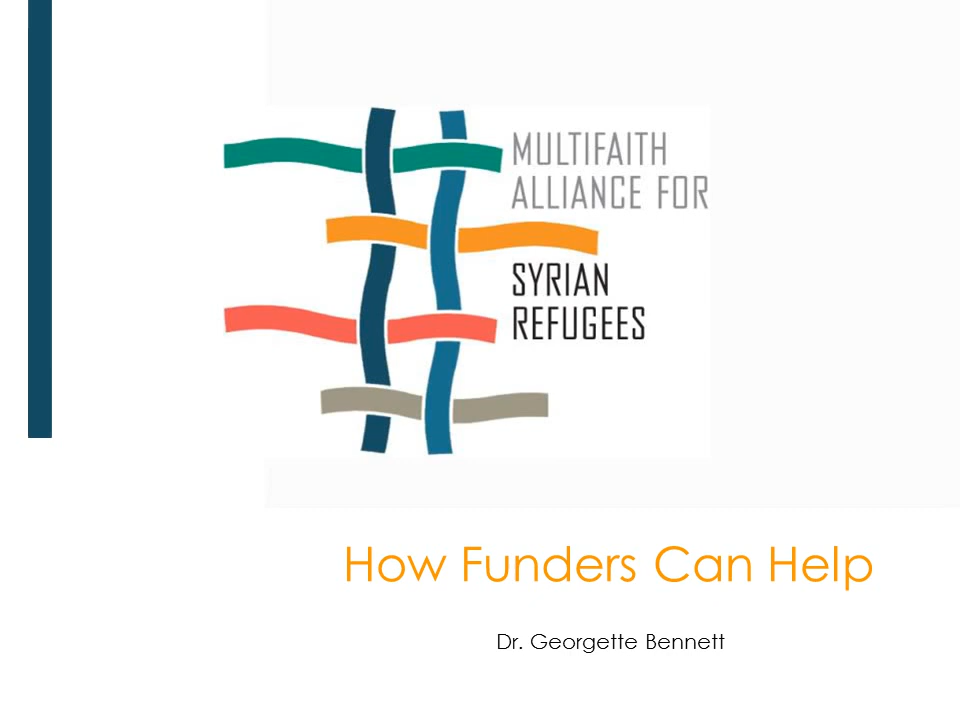 MULTIFAITH
ALLIANCE FOR
SYRIAN
REFUGEES
How Funders Can Help
Dr. Georgette Bennett